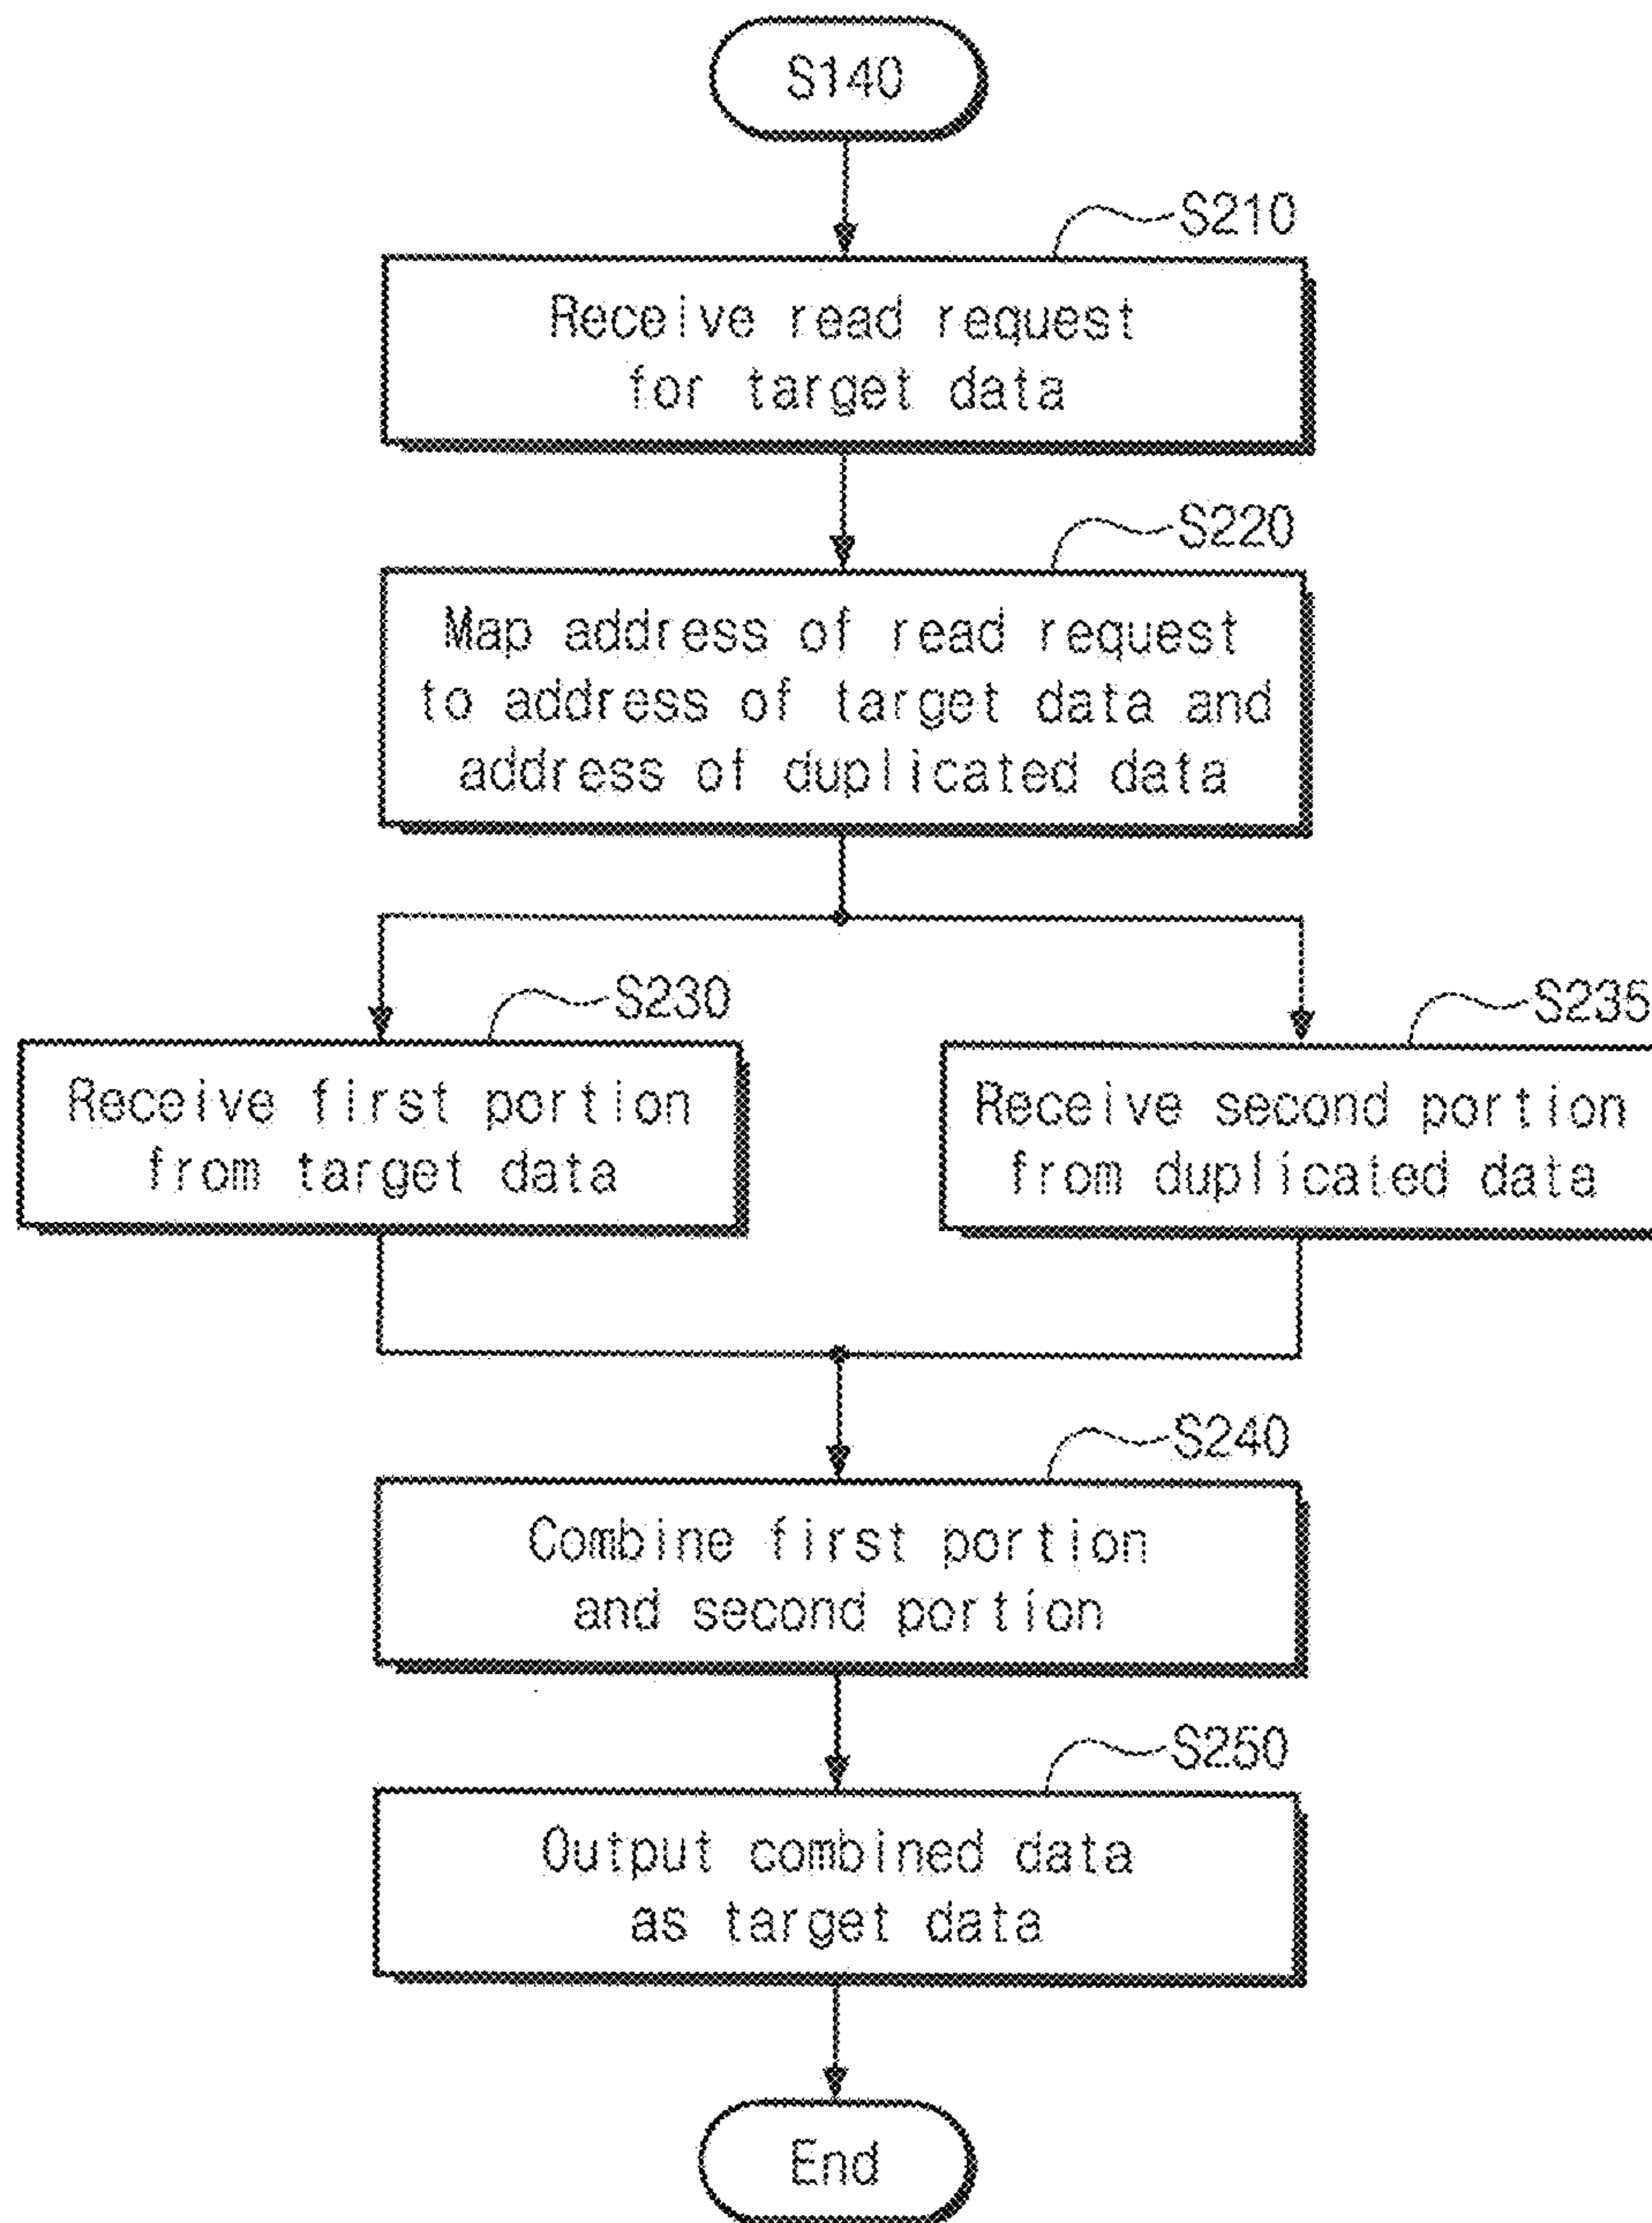 S140
S210
Receive read request
for target data
S220
Map address of read request
to address of target data and
address of duplicated data
S230
Receive first portion
from target data
S235
Receive second portion
from duplicated data
S240
Combine first portion
and second portion
S250
Output combined data
as target data
End